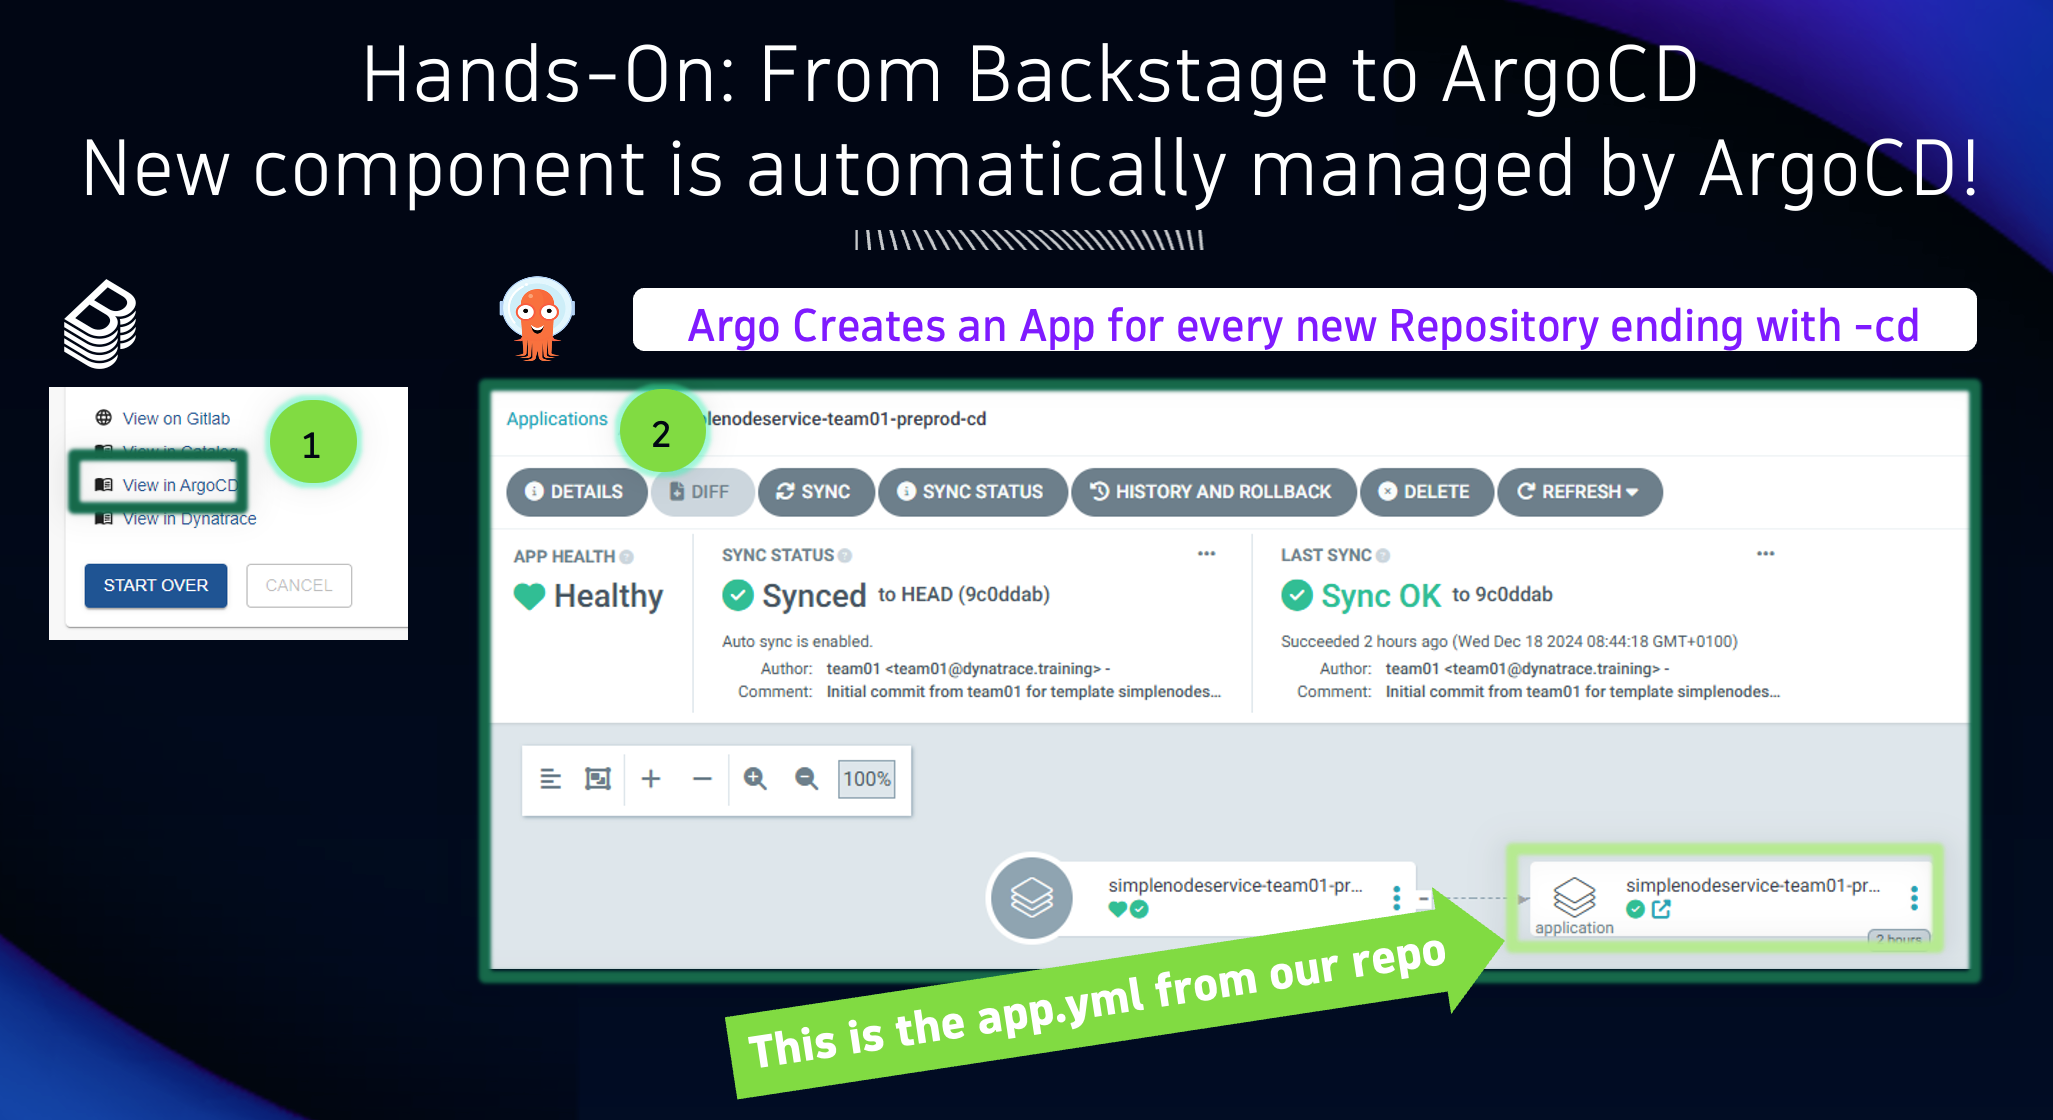 Hands-On: From Backstage to ArgoCD
New component is automatically managed by ArgoCD!
Argo Creates an App for every new Repository ending with -cd
View on Gitlab
View in Catalog
View in ArgoCD
View in Dynatrace
1
START OVER
CANCEL
Applications
2
plenodeservice-team01-preprod-cd
DETAILS
DIFF
SYNC
SYNC STATUS
HISTORY AND ROLLBACK
DELETE
REFRESH
APP HEALTH
Healthy
SYNC STATUS
Synced to HEAD (9c0ddab)
Auto sync is enabled.
Author: team01 <team01@dynatrace.training> -
Comment: Initial commit from team01 for template simplenodes...
LAST SYNC
Sync OK to 9c0ddab
Succeeded 2 hours ago (Wed Dec 18 2024 08:44:18 GMT+0100)
Author: team01 <team01@dynatrace.training> -
Comment: Initial commit from team01 for template simplenodes...
100%
simplenodeservice-team01-pr...
simplenodeservice-team01-pr...
application
2 hours
This is the app.yml from our repo